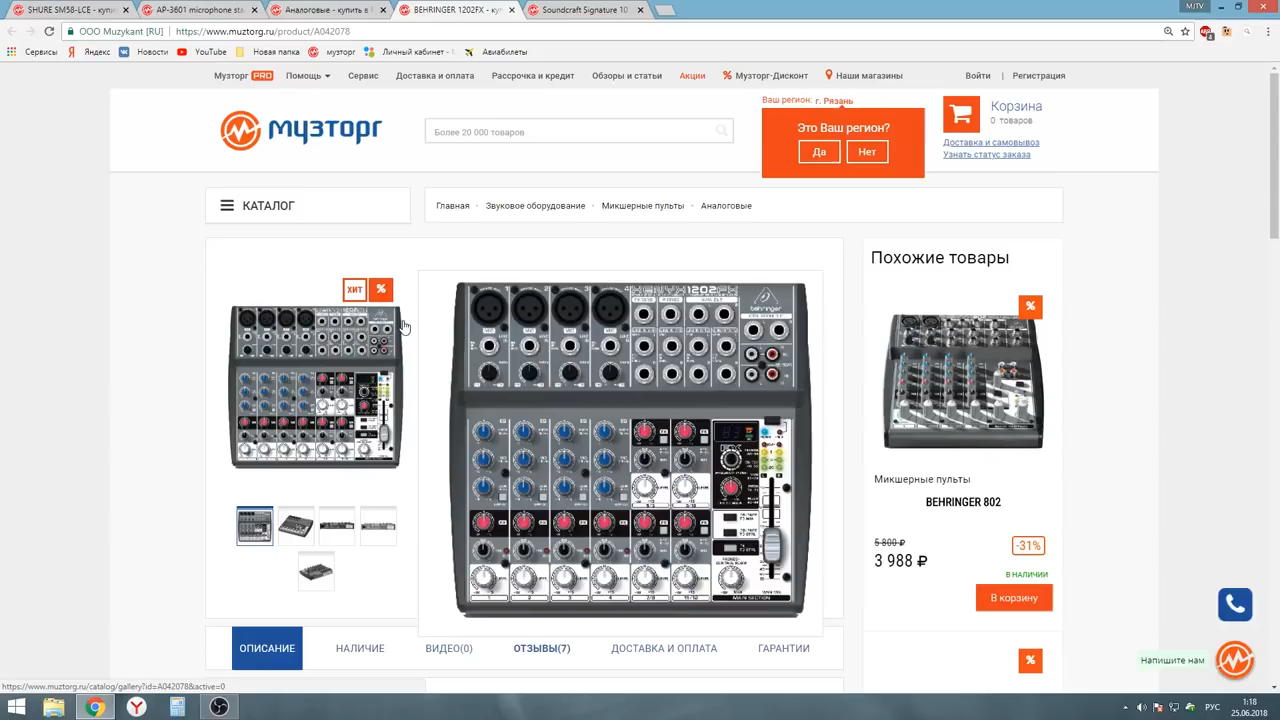 SHURE SM58-LCE - купи
AP-3601 microphone sta
Аналоговые - купить в М
BEHRINGER 1202FX - куп
Soundcraft Signature 10
MJTV
ООО Muzykant [RU]
https://www.muztorg.ru/product/A042078
Сервисы
Яндекс
Новости
YouTube
Новая папка
музторг
Личный кабинет -
Авиабилеты
Музторг PRO
Помощь
Сервис
Доставка и оплата
Рассрочка и кредит
Обзоры и статьи
Акции
% Музторг-Дисконт
Наши магазины
Войти
Регистрация
музторг
Более 20 000 товаров
Ваш регион: г. Рязань
Это Ваш регион?
Да
Нет
Корзина
0 товаров
Доставка и самовывоз
Узнать статус заказа
КАТАЛОГ
Главная
Звуковое оборудование
Микшерные пульты
Аналоговые
ХИТ
%
behringer
MAIN SECTION
Похожие товары
%
Микшерные пульты
BEHRINGER 802
5 800 ₽
-31%
3 988 ₽
В НАЛИЧИИ
В корзину
%
ОПИСАНИЕ
НАЛИЧИЕ
ВИДЕО(0)
ОТЗЫВЫ(7)
ДОСТАВКА И ОПЛАТА
ГАРАНТИИ
Напишите нам
https://www.muztorg.ru/catalog/gallery?id=A042078&active=0
РУС
1:18
25.06.2018